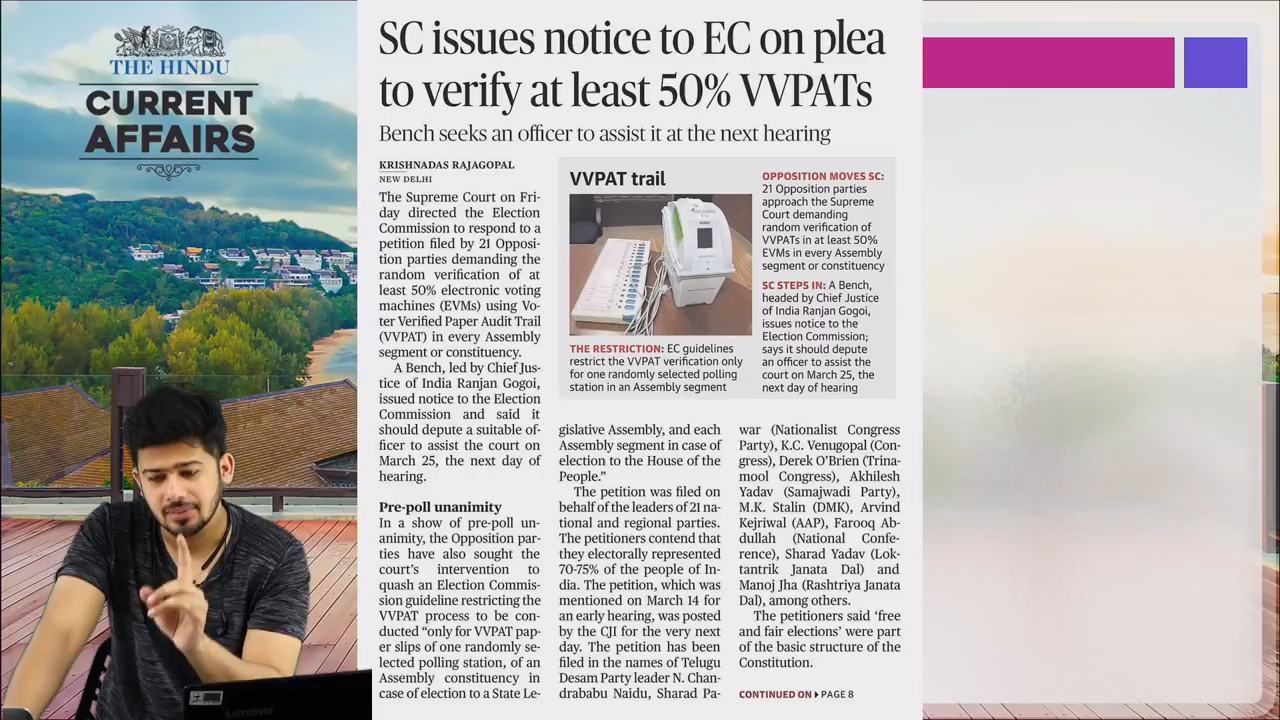 THE HINDU
CURRENT
AFFAIRS
SC issues notice to EC on plea
to verify at least 50% VVPATs
Bench seeks an officer to assist it at the next hearing
KRISHNADAS RAJAGOPAL
NEW DELHI
The Supreme Court on Fri-
day directed the Election
Commission to respond to a
petition filed by 21 Opposi-
tion parties demanding the
random verification of at
least 50% electronic voting
machines (EVMs) using Vo-
ter Verified Paper Audit Trail
(VVPAT) in every Assembly
segment or constituency.
A Bench, led by Chief Jus-
tice of India Ranjan Gogoi,
issued notice to the Election
Commission and said it
should depute a suitable of-
ficer to assist the court on
March 25, the next day of
hearing.
Pre-poll unanimity
In a show of pre-poll un-
animity, the Opposition par-
ties have also sought the
court's intervention to
quash an Election Commis-
sion guideline restricting the
VVPAT process to be con-
ducted “only for VVPAT pap-
er slips of one randomly se-
lected polling station, of an
Assembly constituency in
case of election to a State Le-
VVPAT trail
THE RESTRICTION: EC guidelines
restrict the VVPAT verification only
for one randomly selected polling
station in an Assembly segment
OPPOSITION MOVES SC:
21 Opposition parties
approach the Supreme
Court demanding
random verification of
VVPATs in at least 50%
EVMs in every Assembly
segment or constituency
SC STEPS IN: A Bench,
headed by Chief Justice
of India Ranjan Gogoi,
issues notice to the
Election Commission;
says it should depute
an officer to assist the
court on March 25, the
next day of hearing
gislative Assembly, and each
Assembly segment in case of
election to the House of the
People.”
The petition was filed on
behalf of the leaders of 21 na-
tional and regional parties.
The petitioners contend that
they electorally represented
70-75% of the people of In-
dia. The petition, which was
mentioned on March 14 for
an early hearing, was posted
by the CJI for the very next
day. The petition has been
filed in the names of Telugu
Desam Party leader N. Chan-
drababu Naidu, Sharad Pa-
war (Nationalist Congress
Party), K.C. Venugopal (Con-
gress), Derek O’Brien (Trina-
mool Congress), Akhilesh
Yadav (Samajwadi Party),
M.K. Stalin (DMK), Arvind
Kejriwal (AAP), Farooq Ab-
dullah (National Confe-
rence), Sharad Yadav (Lok-
tantrik Janata Dal) and
Manoj Jha (Rashtriya Janata
Dal), among others.
The petitioners said ‘free
and fair elections’ were part
of the basic structure of the
Constitution.
CONTINUED ON PAGE 8
Lenovo